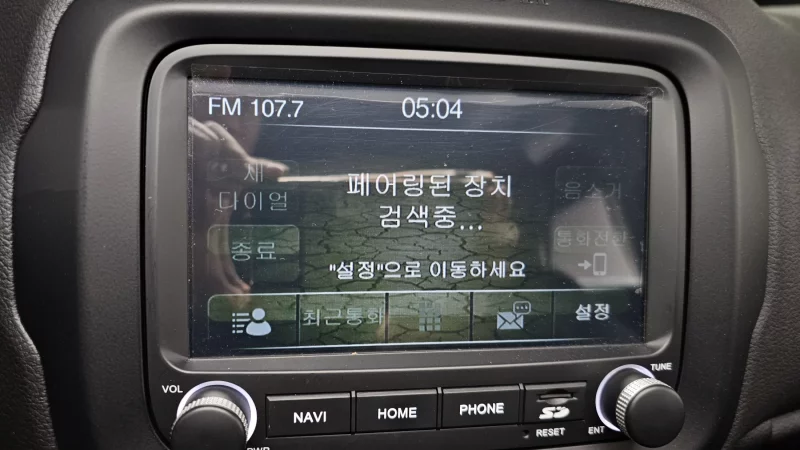 FM 107.7
05:04
새
다이얼
페어링된 장치
검색중...
음소거
종료
통화전환
"설정"으로 이동하세요
최근통화
설정
VOL
TUNE
NAVI
HOME
PHONE
RESET
ENT
PWR